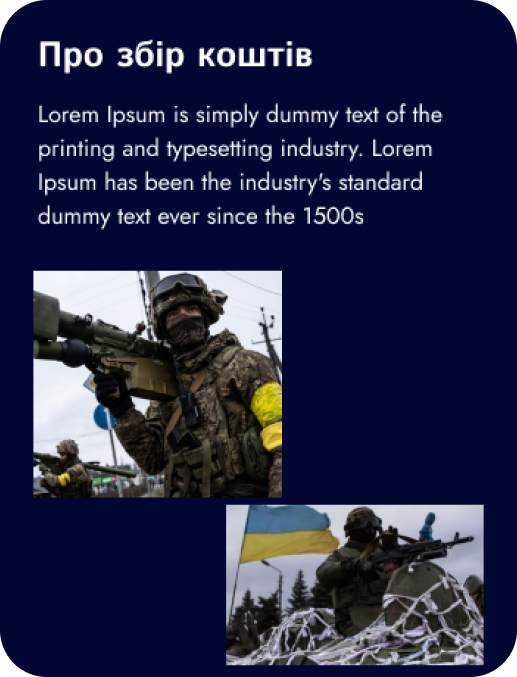 Про збір коштів
Lorem Ipsum is simply dummy text of the
printing and typesetting industry. Lorem
Ipsum has been the industry's standard
dummy text ever since the 1500s